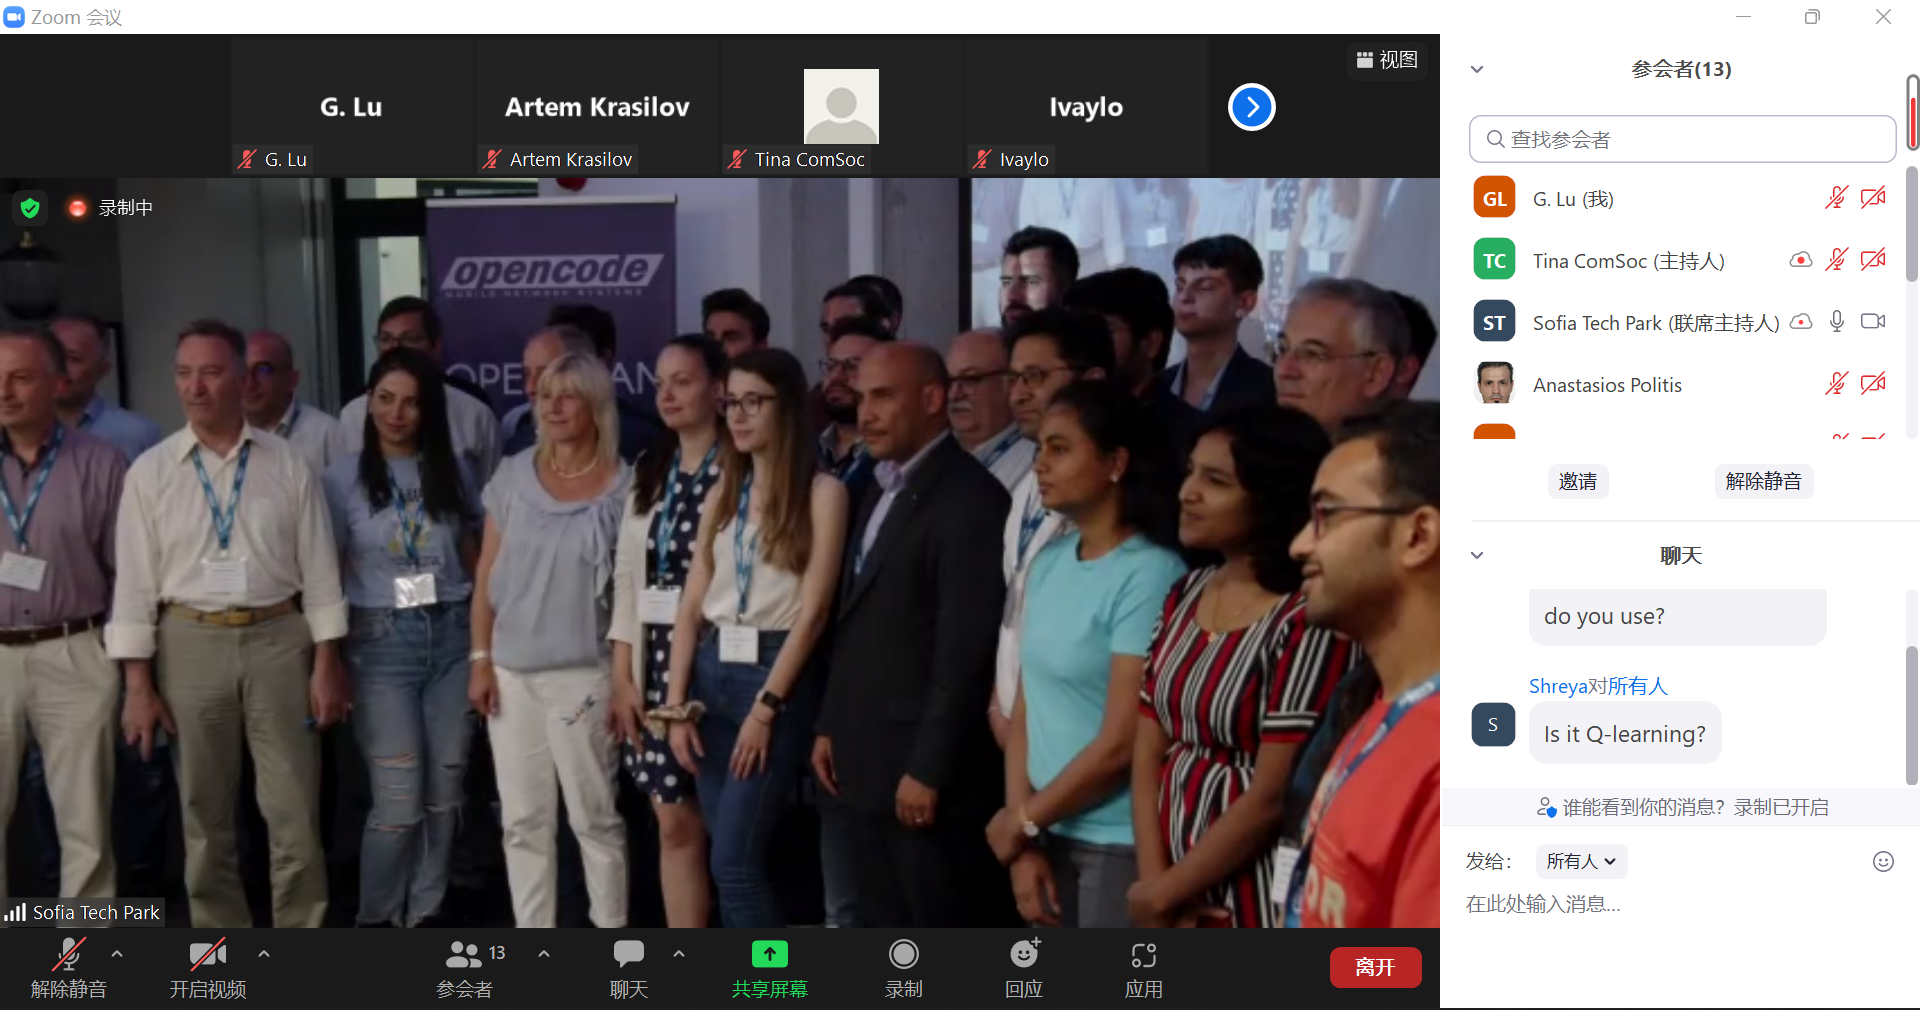 Zoom 会议
视图
G. Lu
Artem Krasilov
Ivaylo
G. Lu
Artem Krasilov
Tina ComSoc
Ivaylo
录制中
opencode
MOBILE NETWORK SYSTEMS
Sofia Tech Park
解除静音
开启视频
13
参会者
聊天
共享屏幕
录制
回应
应用
离开
参会者(13)
查找参会者
GL
G. Lu (我)
TC
Tina ComSoc (主持人)
ST
Sofia Tech Park (联席主持人)
Anastasios Politis
邀请
解除静音
聊天
do you use?
Shreya对所有人
S
Is it Q-learning?
谁能看到你的消息? 录制已开启
发给:
所有人
在此处输入消息...